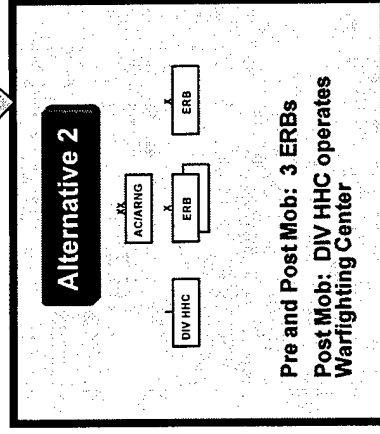 Alternative 2
XX
AC/ARNG
I
DIV HHC
X
ERB
X
ERB
Pre and Post Mob: 3 ERBs
Post Mob: DIV HHC operates
Warfighting Center